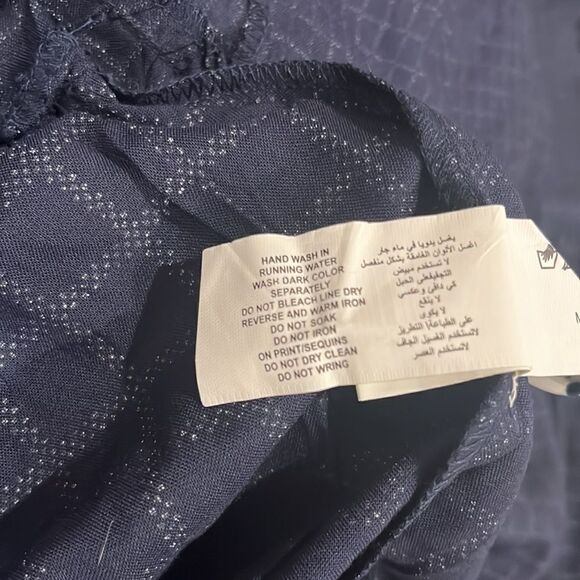 HAND WASH IN
RUNNING WATER
WASH DARK COLOR
SEPARATELY
DO NOT BLEACH LINE DRY
REVERSE AND WARM IRON
DO NOT SOAK
DO NOT IRON
ON PRINT/SEQUINS
DO NOT DRY CLEAN
DO NOT WRING
يغسل يدويا في ماء جار
إغسل الألوان الغامقة بشكل منفصل
لا تستخدم مبيض
التجفيفعلي الحبل
كي دافئ وعكسي
لا ينقع
لا يكوى
على الطباعة/ التطريز
لاتستخدم الغسيل الجاف
لاتستخدم العصر